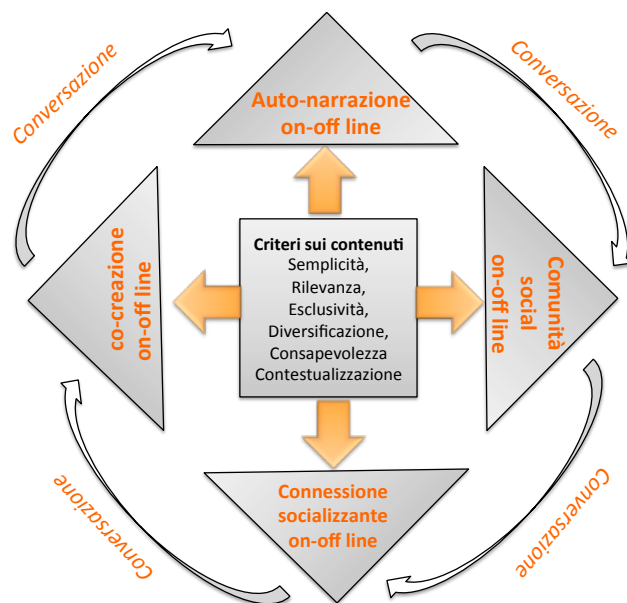 Conversazione
Conversazione
Auto-narrazione
on-off line
co-creazione
on-off line
Criteri sui contenuti
Semplicità,
Rilevanza,
Esclusività,
Diversificazione,
Consapevolezza
Contestualizzazione
Comunità
social
on-off line
Connessione
socializzante
on-off line
Conversazione
Conversazione